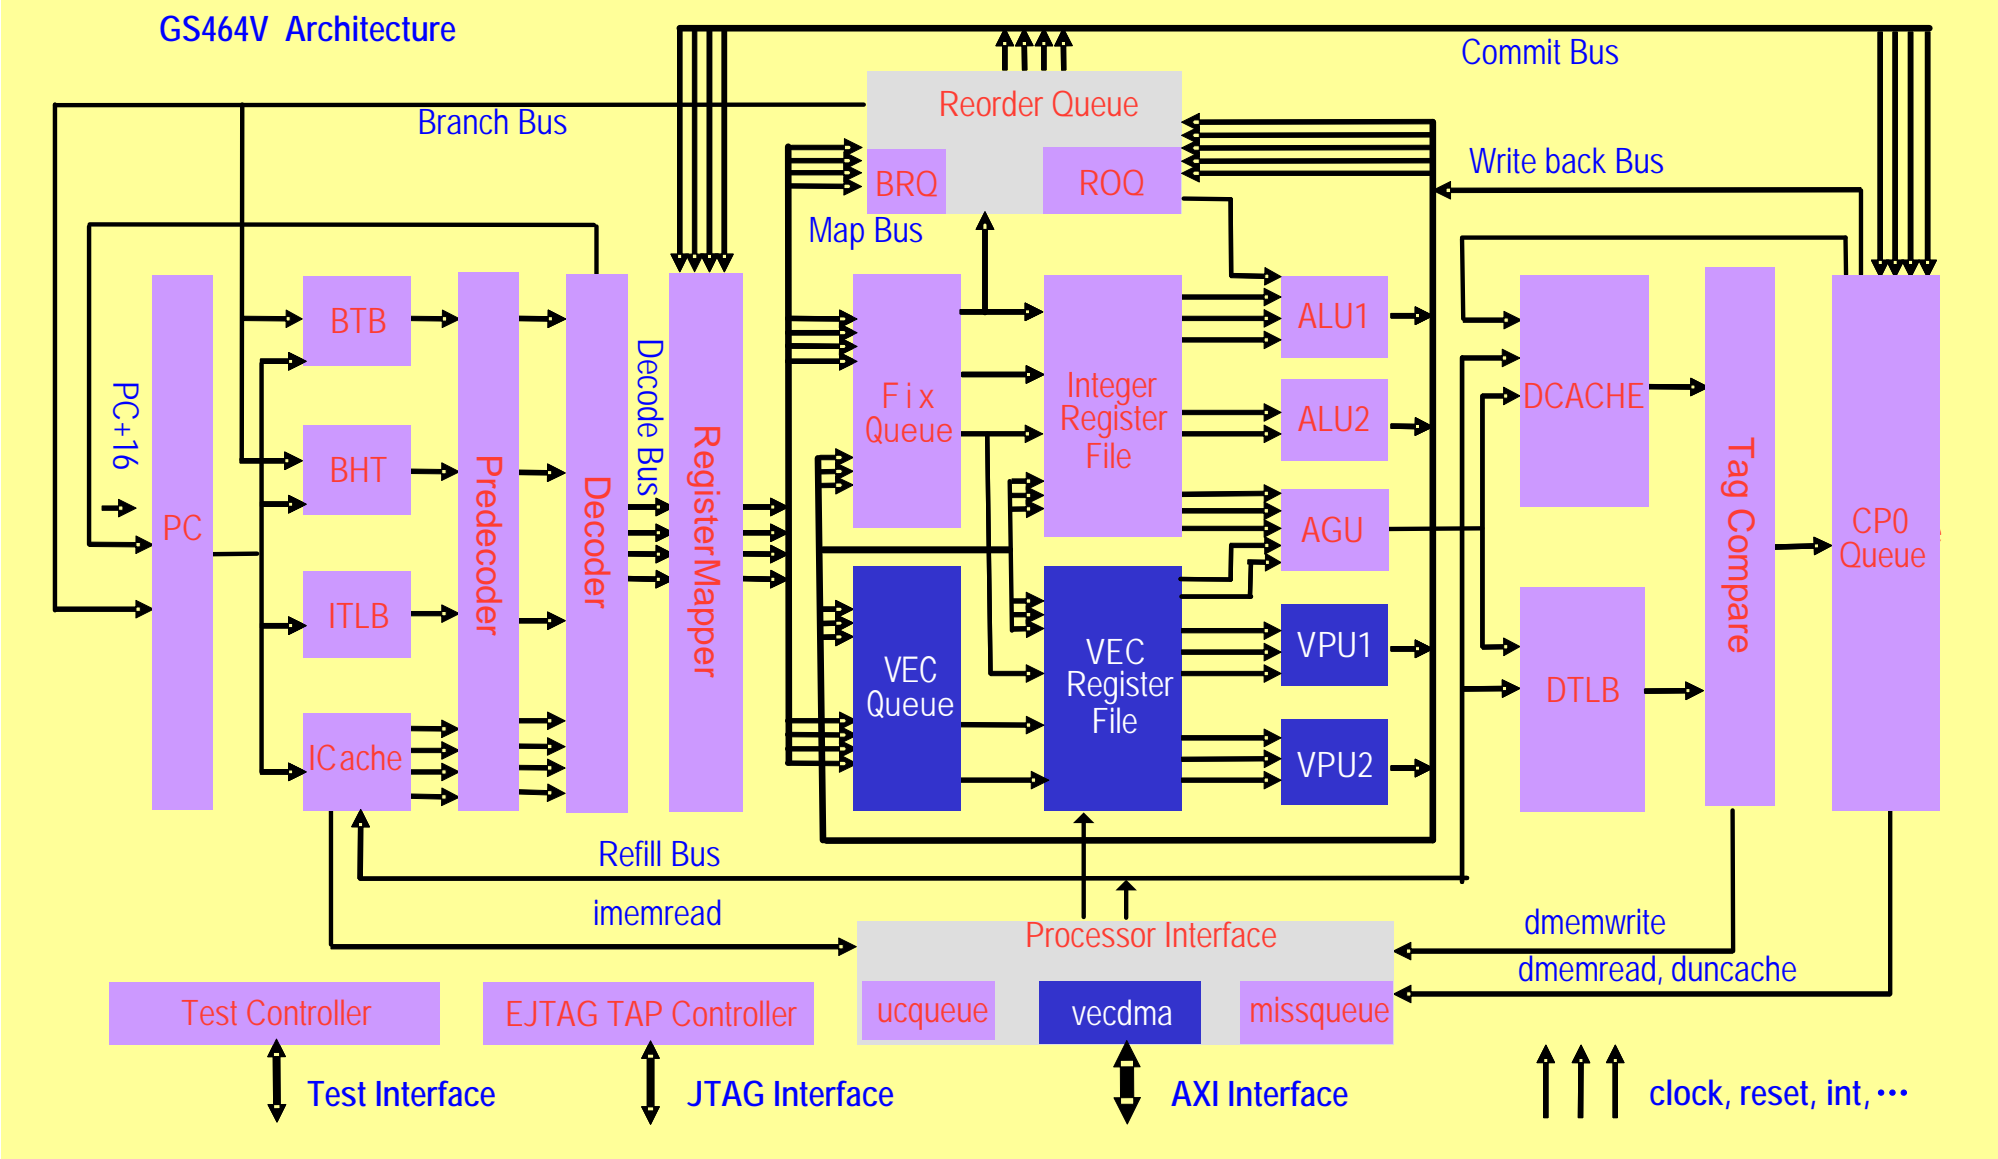 GS464V Architecture
Commit Bus
Reorder Queue
Branch Bus
Write back Bus
BRQ
ROQ
Map Bus
PC+16
PC
BTB
BHT
ITLB
ICache
Predecoder
Decoder
Decode Bus
RegisterMapper
Fix
Queue
VEC
Queue
Integer
Register
File
VEC
Register
File
ALU1
ALU2
AGU
VPU1
VPU2
DCACHE
DTLB
Tag Compare
CP0
Queue
Refill Bus
imemread
dmemwrite
dmemread, duncache
Processor Interface
ucqueue
vecdma
missqueue
Test Controller
EJTAG TAP Controller
Test Interface
JTAG Interface
AXI Interface
clock, reset, int, ···